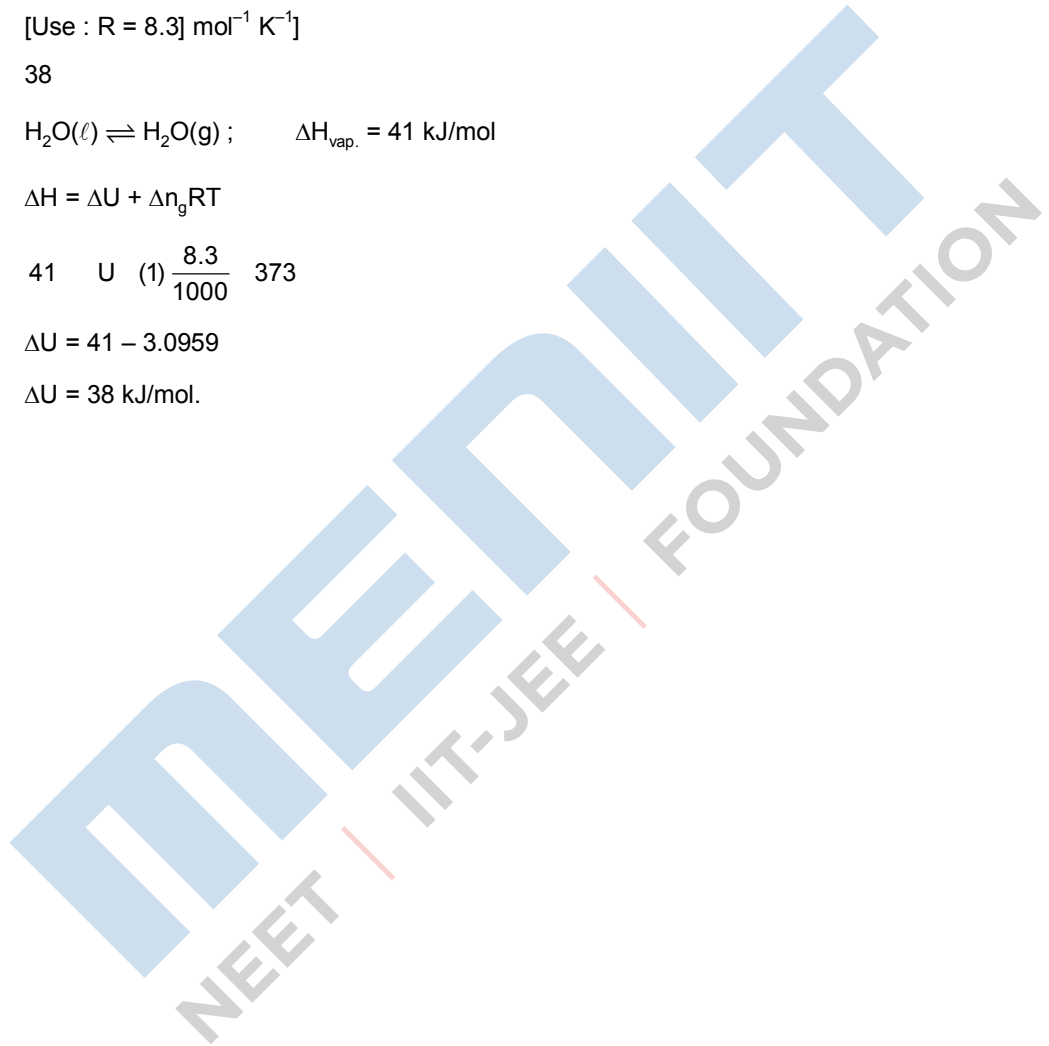 [Use : R = 8.3] mol⁻¹ K⁻¹]
38
H₂O(ℓ) ⇌ H₂O(g) ; ΔH_vap. = 41 kJ/mol
ΔH = ΔU + Δn_gRT
41 U (1) 8.3/1000 373
ΔU = 41 – 3.0959
ΔU = 38 kJ/mol.
MENIIT
NEET | IIT-JEE | FOUNDATION